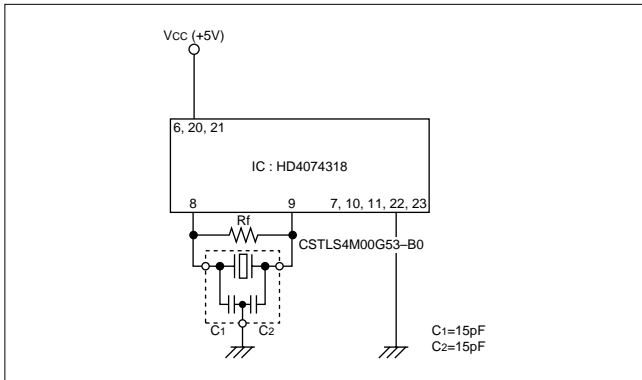 VCC (+5V)
6, 20, 21
IC : HD4074318
8 9 7, 10, 11, 22, 23
Rf
CSTLS4M00G53–B0
C1 C2
C1=15pF
C2=15pF